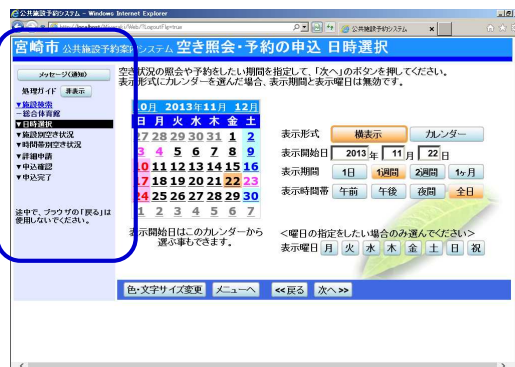 公共施設予約システム - Windows Internet Explorer
公共施設予約システム
宮崎市 公共施設予約案内システム 空き照会・予約の申込 日時選択
メッセージ(通知)
処理ガイド 非表示
▼施設検索
－総合体育館
▼日時選択
▼施設別空き状況
▼時間帯別空き状況
▼詳細申請
▼申込確認
▼申込完了
途中で、ブラウザの「戻る」は
使用しないでください。
空き状況の照会や予約をしたい期間を指定して、「次へ」のボタンを押してください。
表示形式にカレンダーを選んだ場合、表示期間と表示曜日は無効です。
10月 2013年11月 12月
日 月 火 水 木 金 土
27 28 29 30 31 1 2
3 4 5 6 7 8 9
10 11 12 13 14 15 16
17 18 19 20 21 22 23
24 25 26 27 28 29 30
1 2 3 4 5 6 7
表示開始日はこのカレンダーから
選ぶ事もできます。
表示形式 横表示 カレンダー
表示開始日 2013 年 11 月 22 日
表示期間 1日 1週間 2週間 1ヶ月
表示時間帯 午前 午後 夜間 全日
<曜日の指定をしたい場合のみ選んでください>
表示曜日 月 火 水 木 金 土 日 祝
色・文字サイズ変更 メニューへ <<戻る 次へ>>